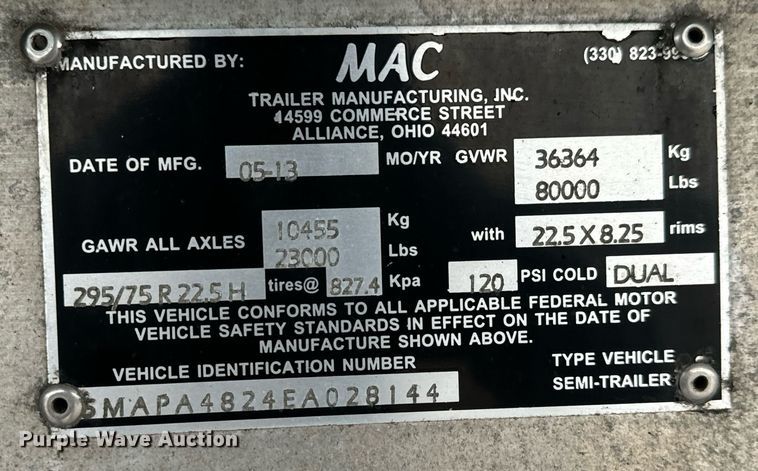 MANUFACTURED BY: MAC (330)
TRAILER MANUFACTURING, INC.
14599 COMMERCE STREET
ALLIANCE, OHIO 44601
DATE OF MFG. 05-13 MO/YR GVWR 36364 Kg
80000 Lbs
GAWR ALL AXLES 10455 Kg with 22.5 X 8.25 rims
23000 Lbs
295/75 R 22.5 H tires@ 827.4 Kpa 120 PSI COLD DUAL
THIS VEHICLE CONFORMS TO ALL APPLICABLE FEDERAL MOTOR
VEHICLE SAFETY STANDARDS IN EFFECT ON THE DATE OF
MANUFACTURE SHOWN ABOVE.
VEHICLE IDENTIFICATION NUMBER TYPE VEHICLE
5MAPA4824EA028144 SEMI-TRAILER
Purple Wave Auction